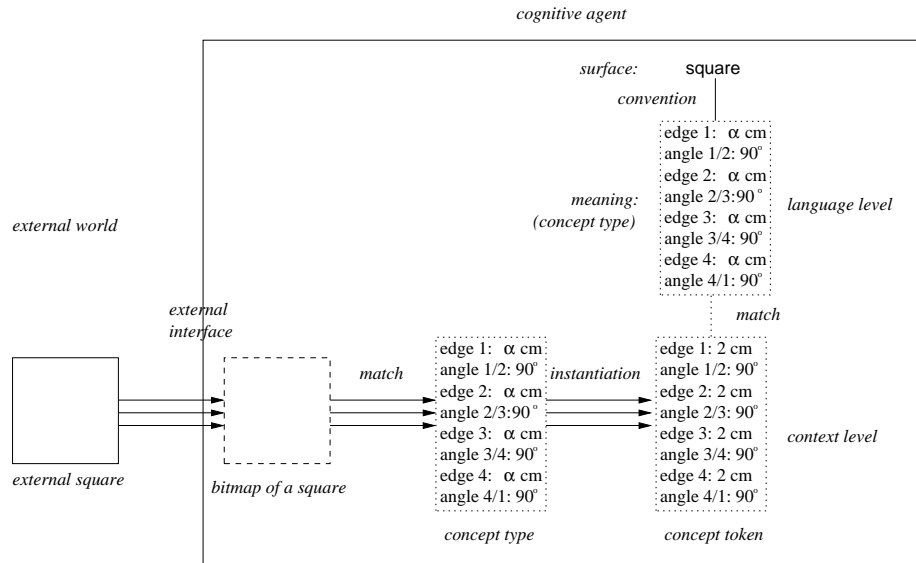 cognitive agent
surface: square
convention
edge 1: α cm
angle 1/2: 90°
edge 2: α cm
angle 2/3:90°
edge 3: α cm
angle 3/4: 90°
edge 4: α cm
angle 4/1: 90°
meaning:
(concept type)
language level
external world
external
interface
match
edge 1: α cm
angle 1/2: 90°
edge 2: α cm
angle 2/3:90°
edge 3: α cm
angle 3/4: 90°
edge 4: α cm
angle 4/1: 90°
match
instantiation
edge 1: 2 cm
angle 1/2: 90°
edge 2: 2 cm
angle 2/3: 90°
edge 3: 2 cm
angle 3/4: 90°
edge 4: 2 cm
angle 4/1: 90°
context level
external square
bitmap of a square
concept type
concept token